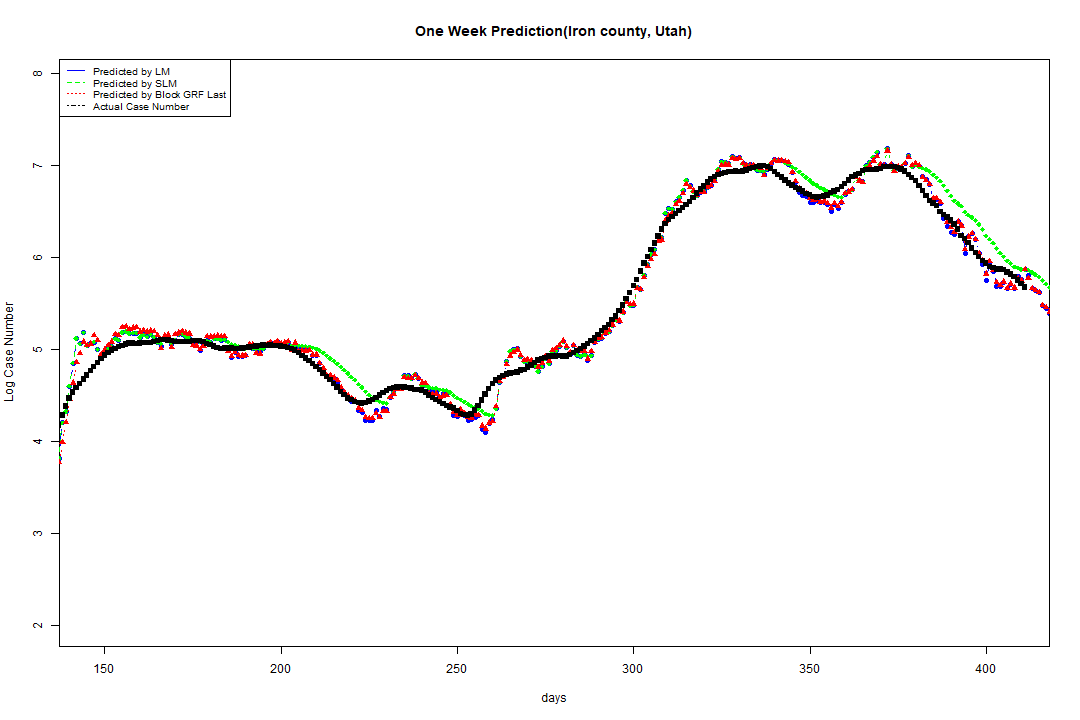 One Week Prediction(Iron county, Utah)
Predicted by LM
Predicted by SLM
Predicted by Block GRF Last
Actual Case Number
8
7
6
5
4
3
2
Log Case Number
150 200 250 300 350 400
days